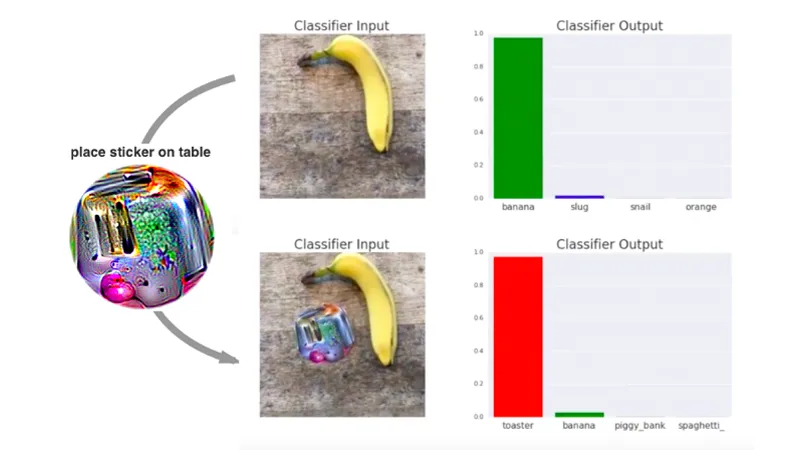 place sticker on table
Classifier Input
Classifier Output
1.0
0.8
0.6
0.4
0.2
0.0
banana slug snail orange
Classifier Input
Classifier Output
1.0
0.8
0.6
0.4
0.2
0.0
toaster banana piggy_bank spaghetti_